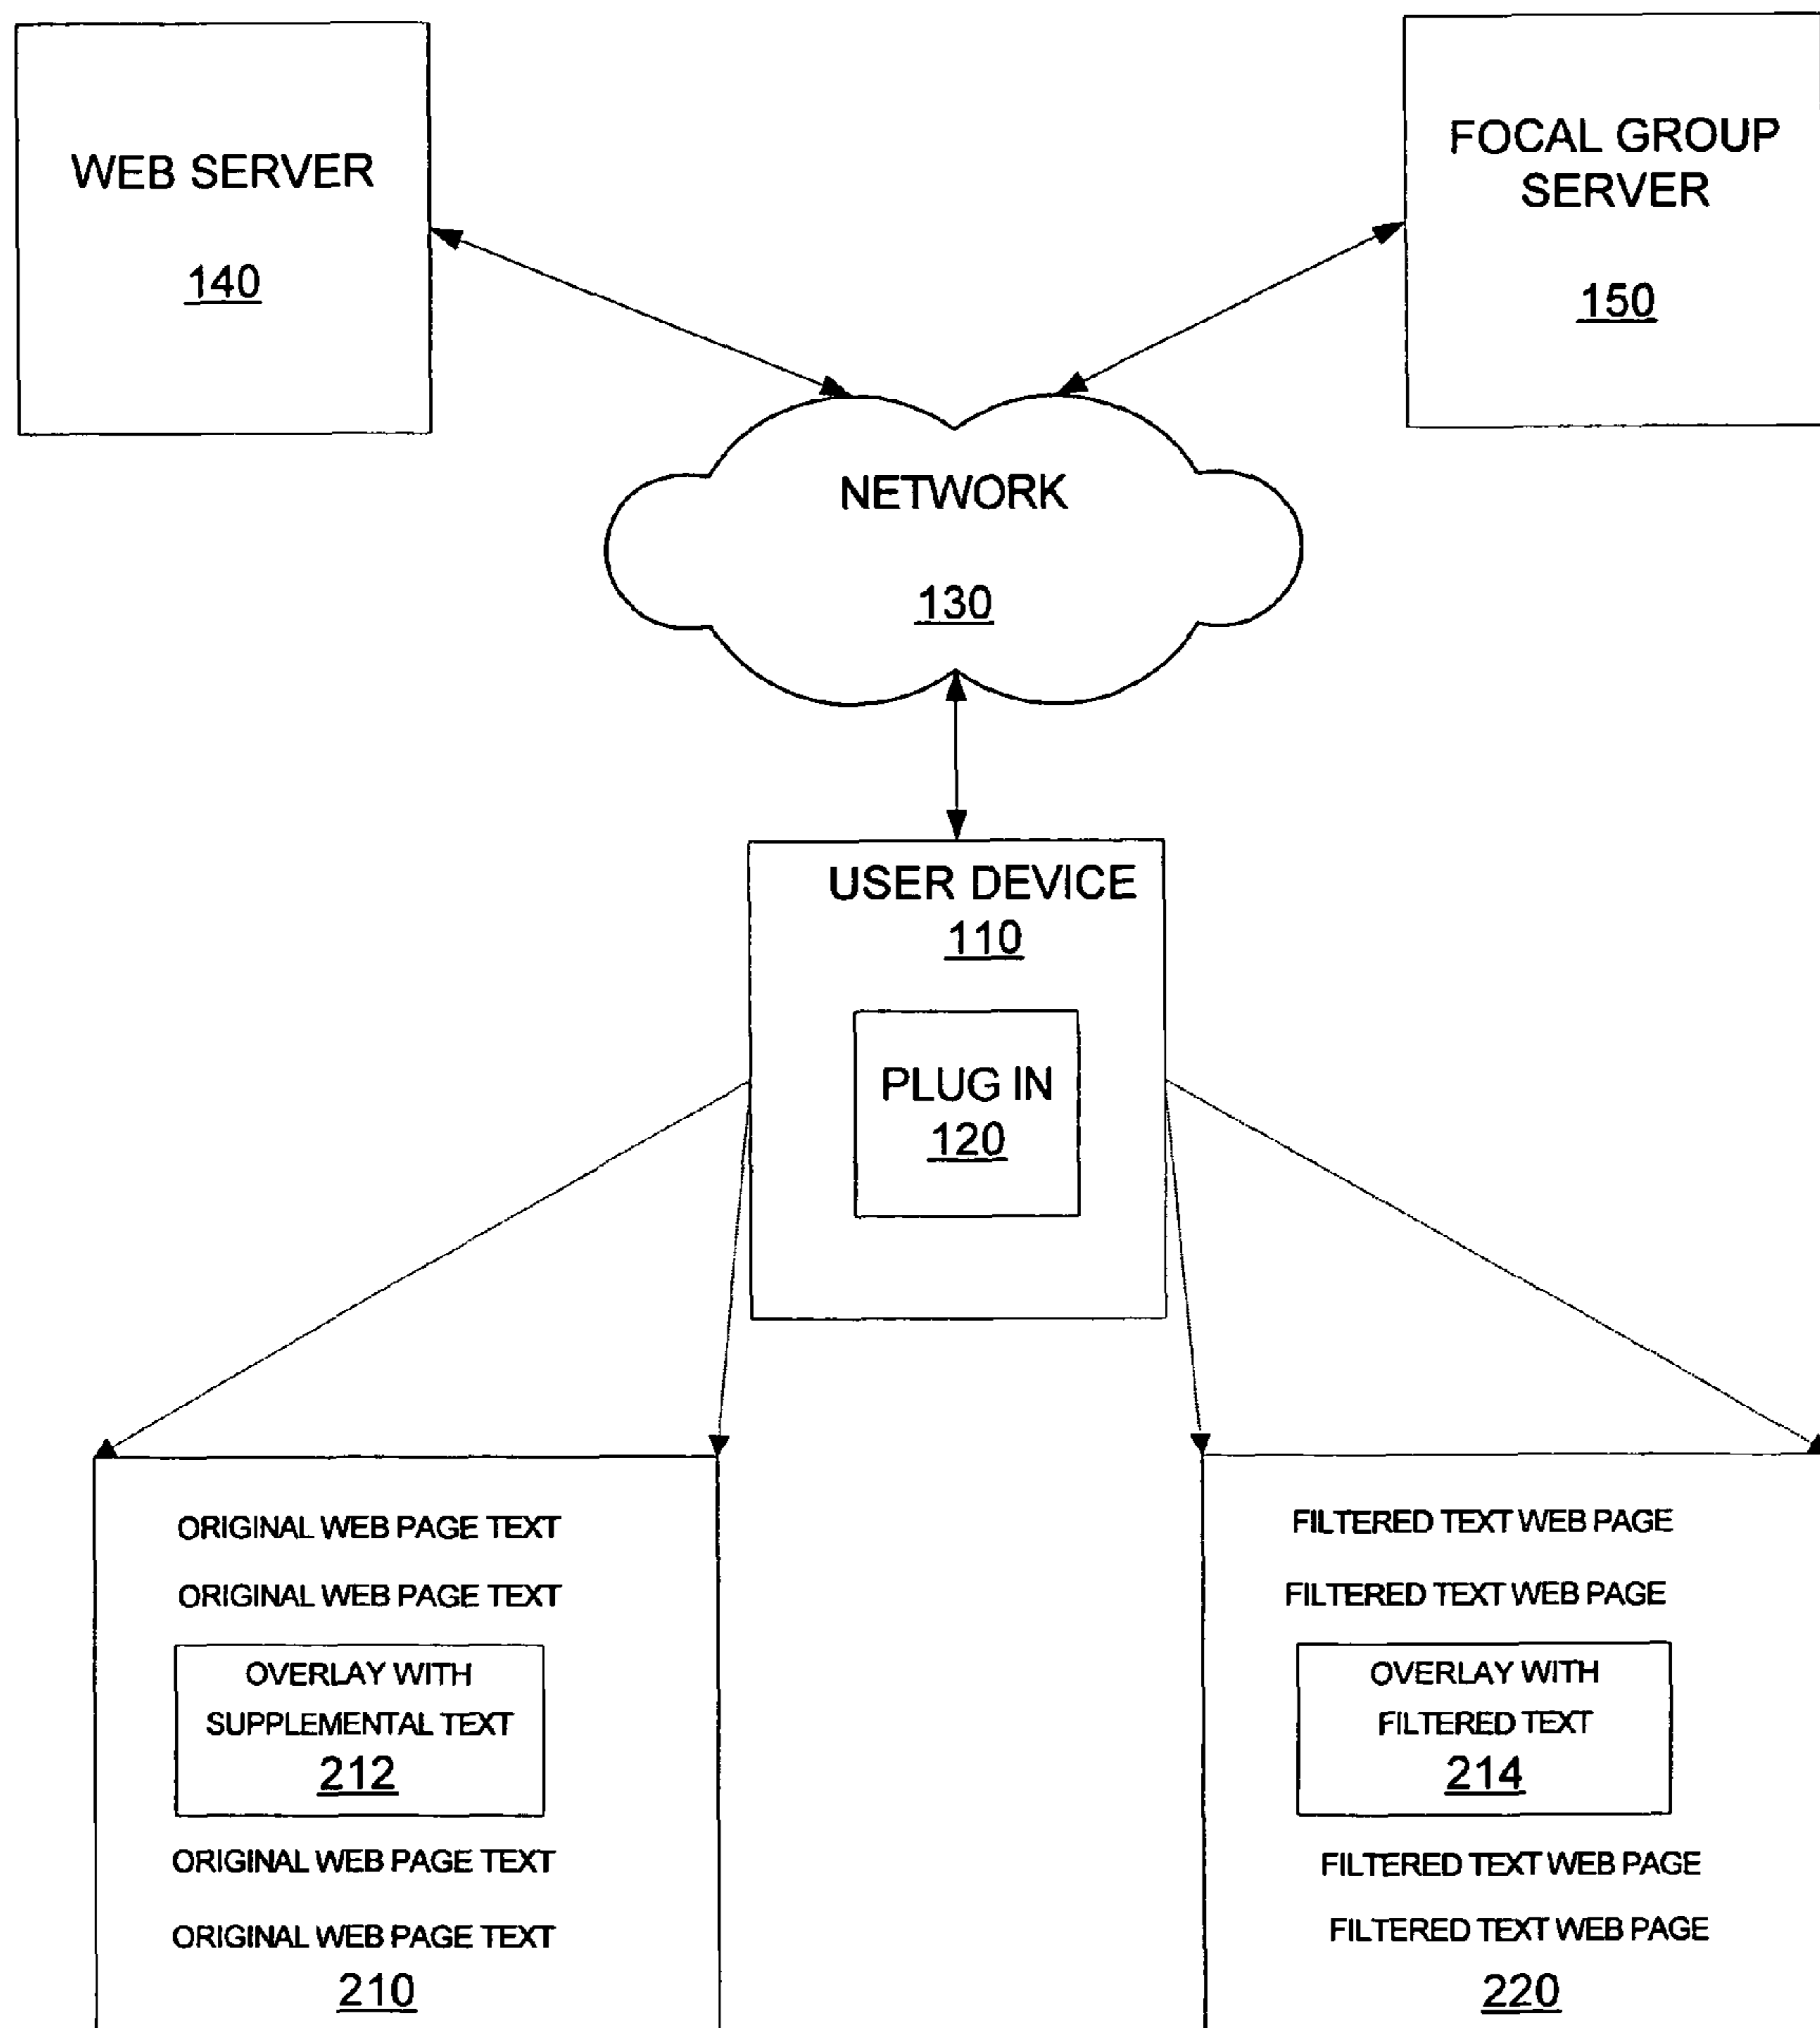 WEB SERVER
140
FOCAL GROUP
SERVER
150
NETWORK
130
USER DEVICE
110
PLUG IN
120
ORIGINAL WEB PAGE TEXT
ORIGINAL WEB PAGE TEXT
OVERLAY WITH
SUPPLEMENTAL TEXT
212
ORIGINAL WEB PAGE TEXT
ORIGINAL WEB PAGE TEXT
210
FILTERED TEXT WEB PAGE
FILTERED TEXT WEB PAGE
OVERLAY WITH
FILTERED TEXT
214
FILTERED TEXT WEB PAGE
FILTERED TEXT WEB PAGE
220